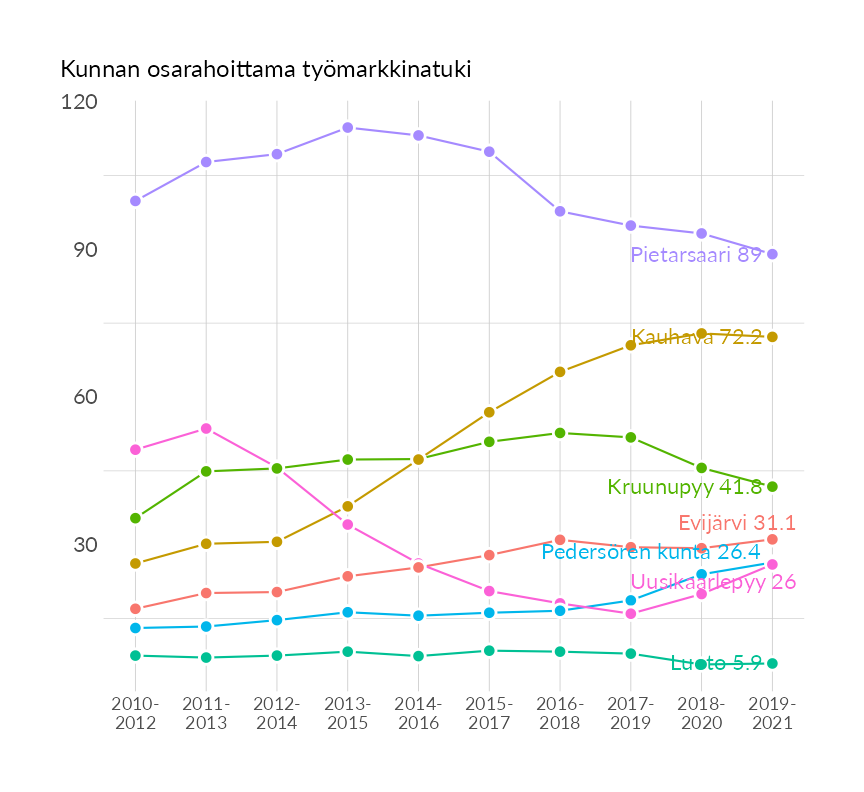 Kunnan osarahoittama työmarkkinatuki
120
90
60
30
Pietarsaari 89
Kauhava 72.2
Kruunupyy 41.8
Evijärvi 31.1
Pedersören kunta 26.4
Uusikaarlepyy 26
Luoto 5.9
2010- 2011- 2012- 2013- 2014- 2015- 2016- 2017- 2018- 2019-
2012 2013 2014 2015 2016 2017 2018 2019 2020 2021